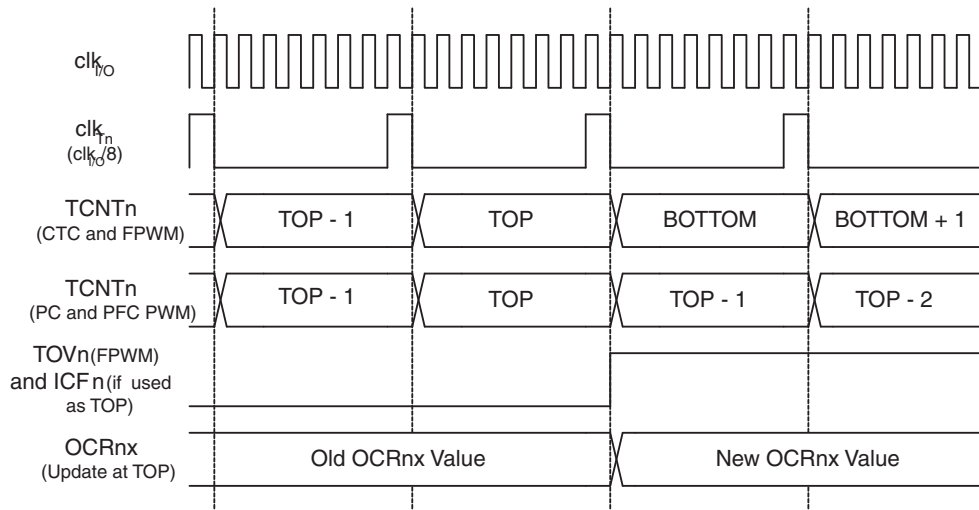 clkI/O
clkTn
(clkI/O/8)
TCNTn
(CTC and FPWM)
TOP - 1
TOP
BOTTOM
BOTTOM + 1
TCNTn
(PC and PFC PWM)
TOP - 1
TOP
TOP - 1
TOP - 2
TOVn(FPWM)
and ICFn(if used
as TOP)
OCRnx
(Update at TOP)
Old OCRnx Value
New OCRnx Value